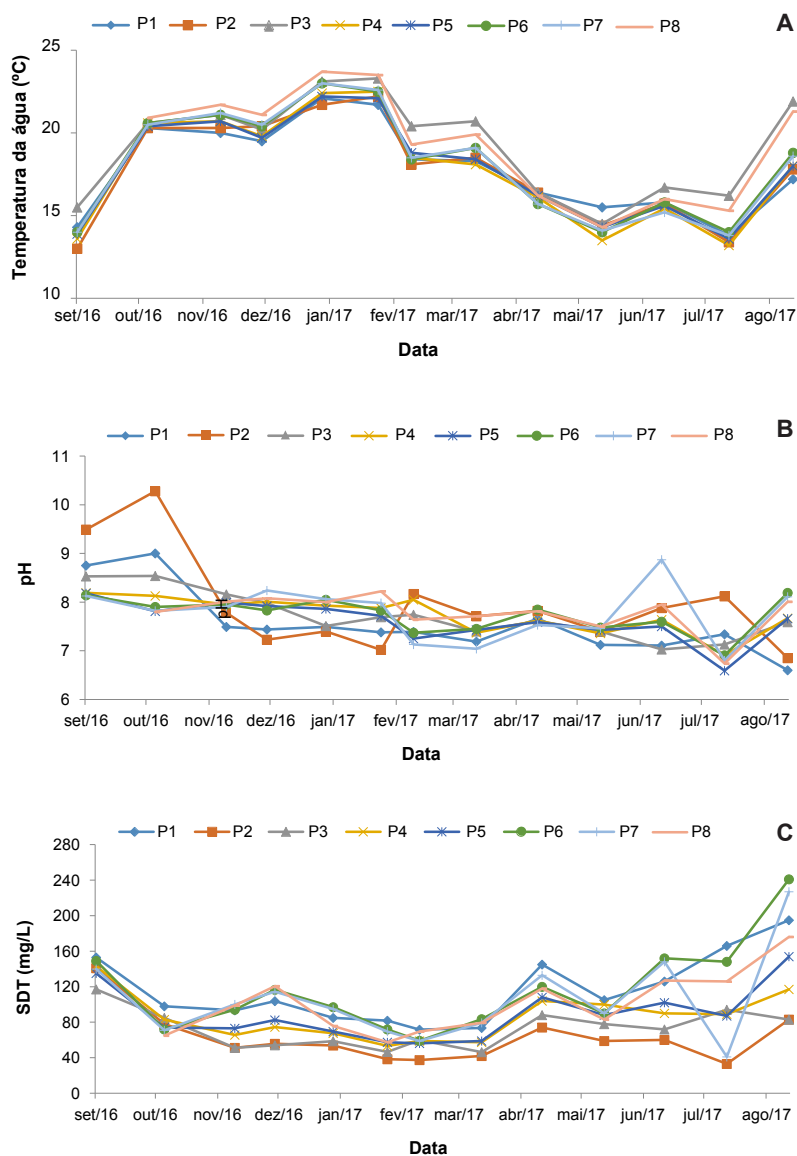 P1 P2 P3 P4 P5 P6 P7 P8
A
Temperatura da água (ºC)
25
20
15
10
set/16 out/16 nov/16 dez/16 jan/17 fev/17 mar/17 abr/17 mai/17 jun/17 jul/17 ago/17
Data
B
P1 P2 P3 P4 P5 P6 P7 P8
pH
11
10
9
8
7
6
set/16 out/16 nov/16 dez/16 jan/17 fev/17 mar/17 abr/17 mai/17 jun/17 jul/17 ago/17
Data
P1 P2 P3 P4 P5 P6 P7 P8
C
SDT (mg/L)
280
240
200
160
120
80
40
0
set/16 out/16 nov/16 dez/16 jan/17 fev/17 mar/17 abr/17 mai/17 jun/17 jul/17 ago/17
Data